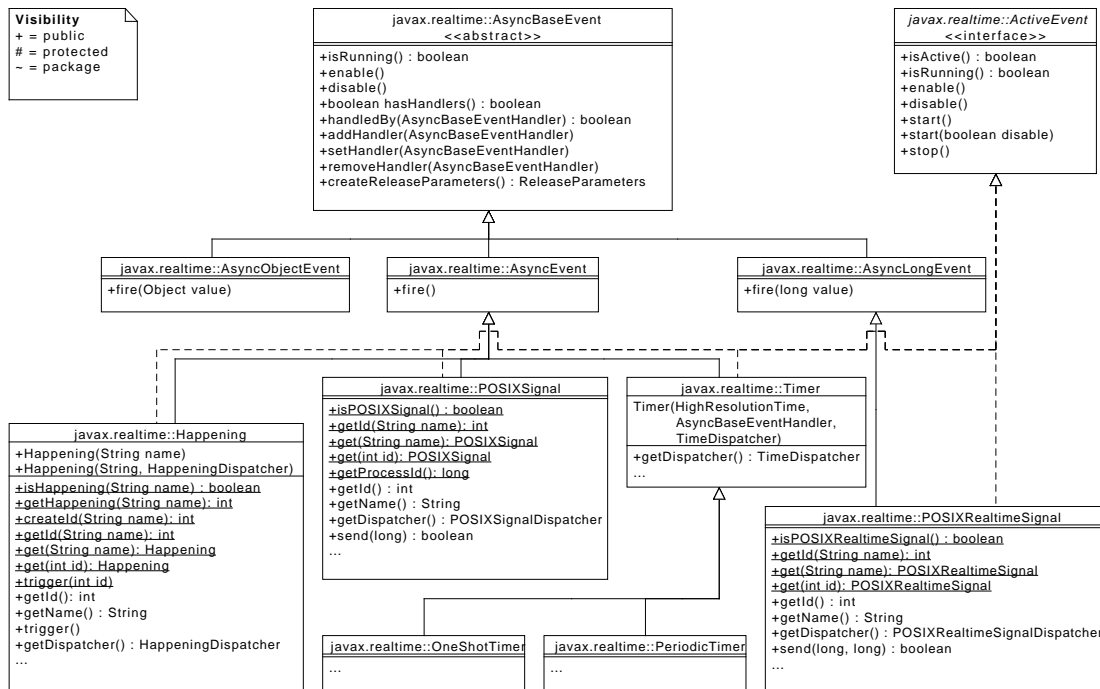 Visibility
+ = public
# = protected
~ = package
javax.realtime::AsyncBaseEvent
<<abstract>>
+isRunning() : boolean
+enable()
+disable()
+boolean hasHandlers() : boolean
+handledBy(AsyncBaseEventHandler) : boolean
+addHandler(AsyncBaseEventHandler)
+setHandler(AsyncBaseEventHandler)
+removeHandler(AsyncBaseEventHandler)
+createReleaseParameters() : ReleaseParameters
javax.realtime::ActiveEvent
<<interface>>
+isActive() : boolean
+isRunning() : boolean
+enable()
+disable()
+start()
+start(boolean disable)
+stop()
javax.realtime::AsyncObjectEvent
+fire(Object value)
javax.realtime::AsyncEvent
+fire()
javax.realtime::AsyncLongEvent
+fire(long value)
javax.realtime::Happening
+Happening(String name)
+Happening(String, HappeningDispatcher)
+isHappening(String name) : boolean
+getHappening(String name): int
+createId(String name): int
+getId(String name): int
+get(String name): Happening
+get(int id): Happening
+trigger(int id)
+getId(): int
+getName() : String
+trigger()
+getDispatcher() : HappeningDispatcher
...
javax.realtime::POSIXSignal
+isPOSIXSignal() : boolean
+getId(String name): int
+get(String name): POSIXSignal
+get(int id): POSIXSignal
+getProcessId(): long
+getId() : int
+getName() : String
+getDispatcher() : POSIXSignalDispatcher
+send(long) : boolean
...
javax.realtime::Timer
Timer(HighResolutionTime,
AsyncBaseEventHandler,
TimeDispatcher)
+getDispatcher() : TimeDispatcher
...
javax.realtime::POSIXRealtimeSignal
+isPOSIXRealtimeSignal() : boolean
+getId(String name): int
+get(String name): POSIXRealtimeSignal
+get(int id): POSIXRealtimeSignal
+getId() : int
+getName() : String
+getDispatcher() : POSIXRealtimeSignalDispatcher
+send(long, long) : boolean
...
javax.realtime::OneShotTimer
...
javax.realtime::PeriodicTimer
...